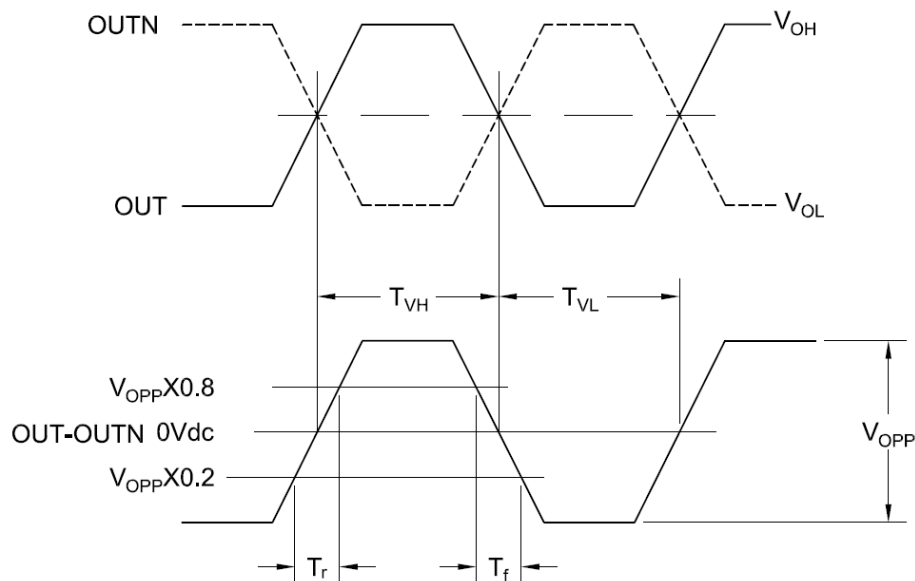 OUTN
V_OH
OUT
V_OL
T_VH
T_VL
V_OPP X0.8
OUT-OUTN 0Vdc
V_OPP
V_OPP X0.2
T_r
T_f